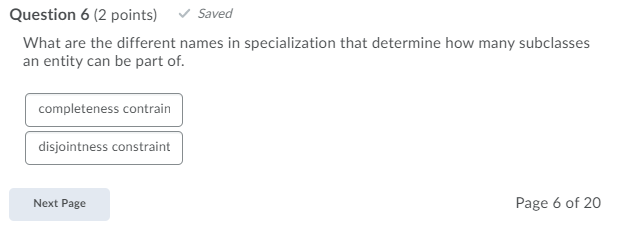 Question 6 (2 points) ✓ Saved
What are the different names in specialization that determine how many subclasses
an entity can be part of.
completeness contrain
disjointness constraint
Next Page Page 6 of 20